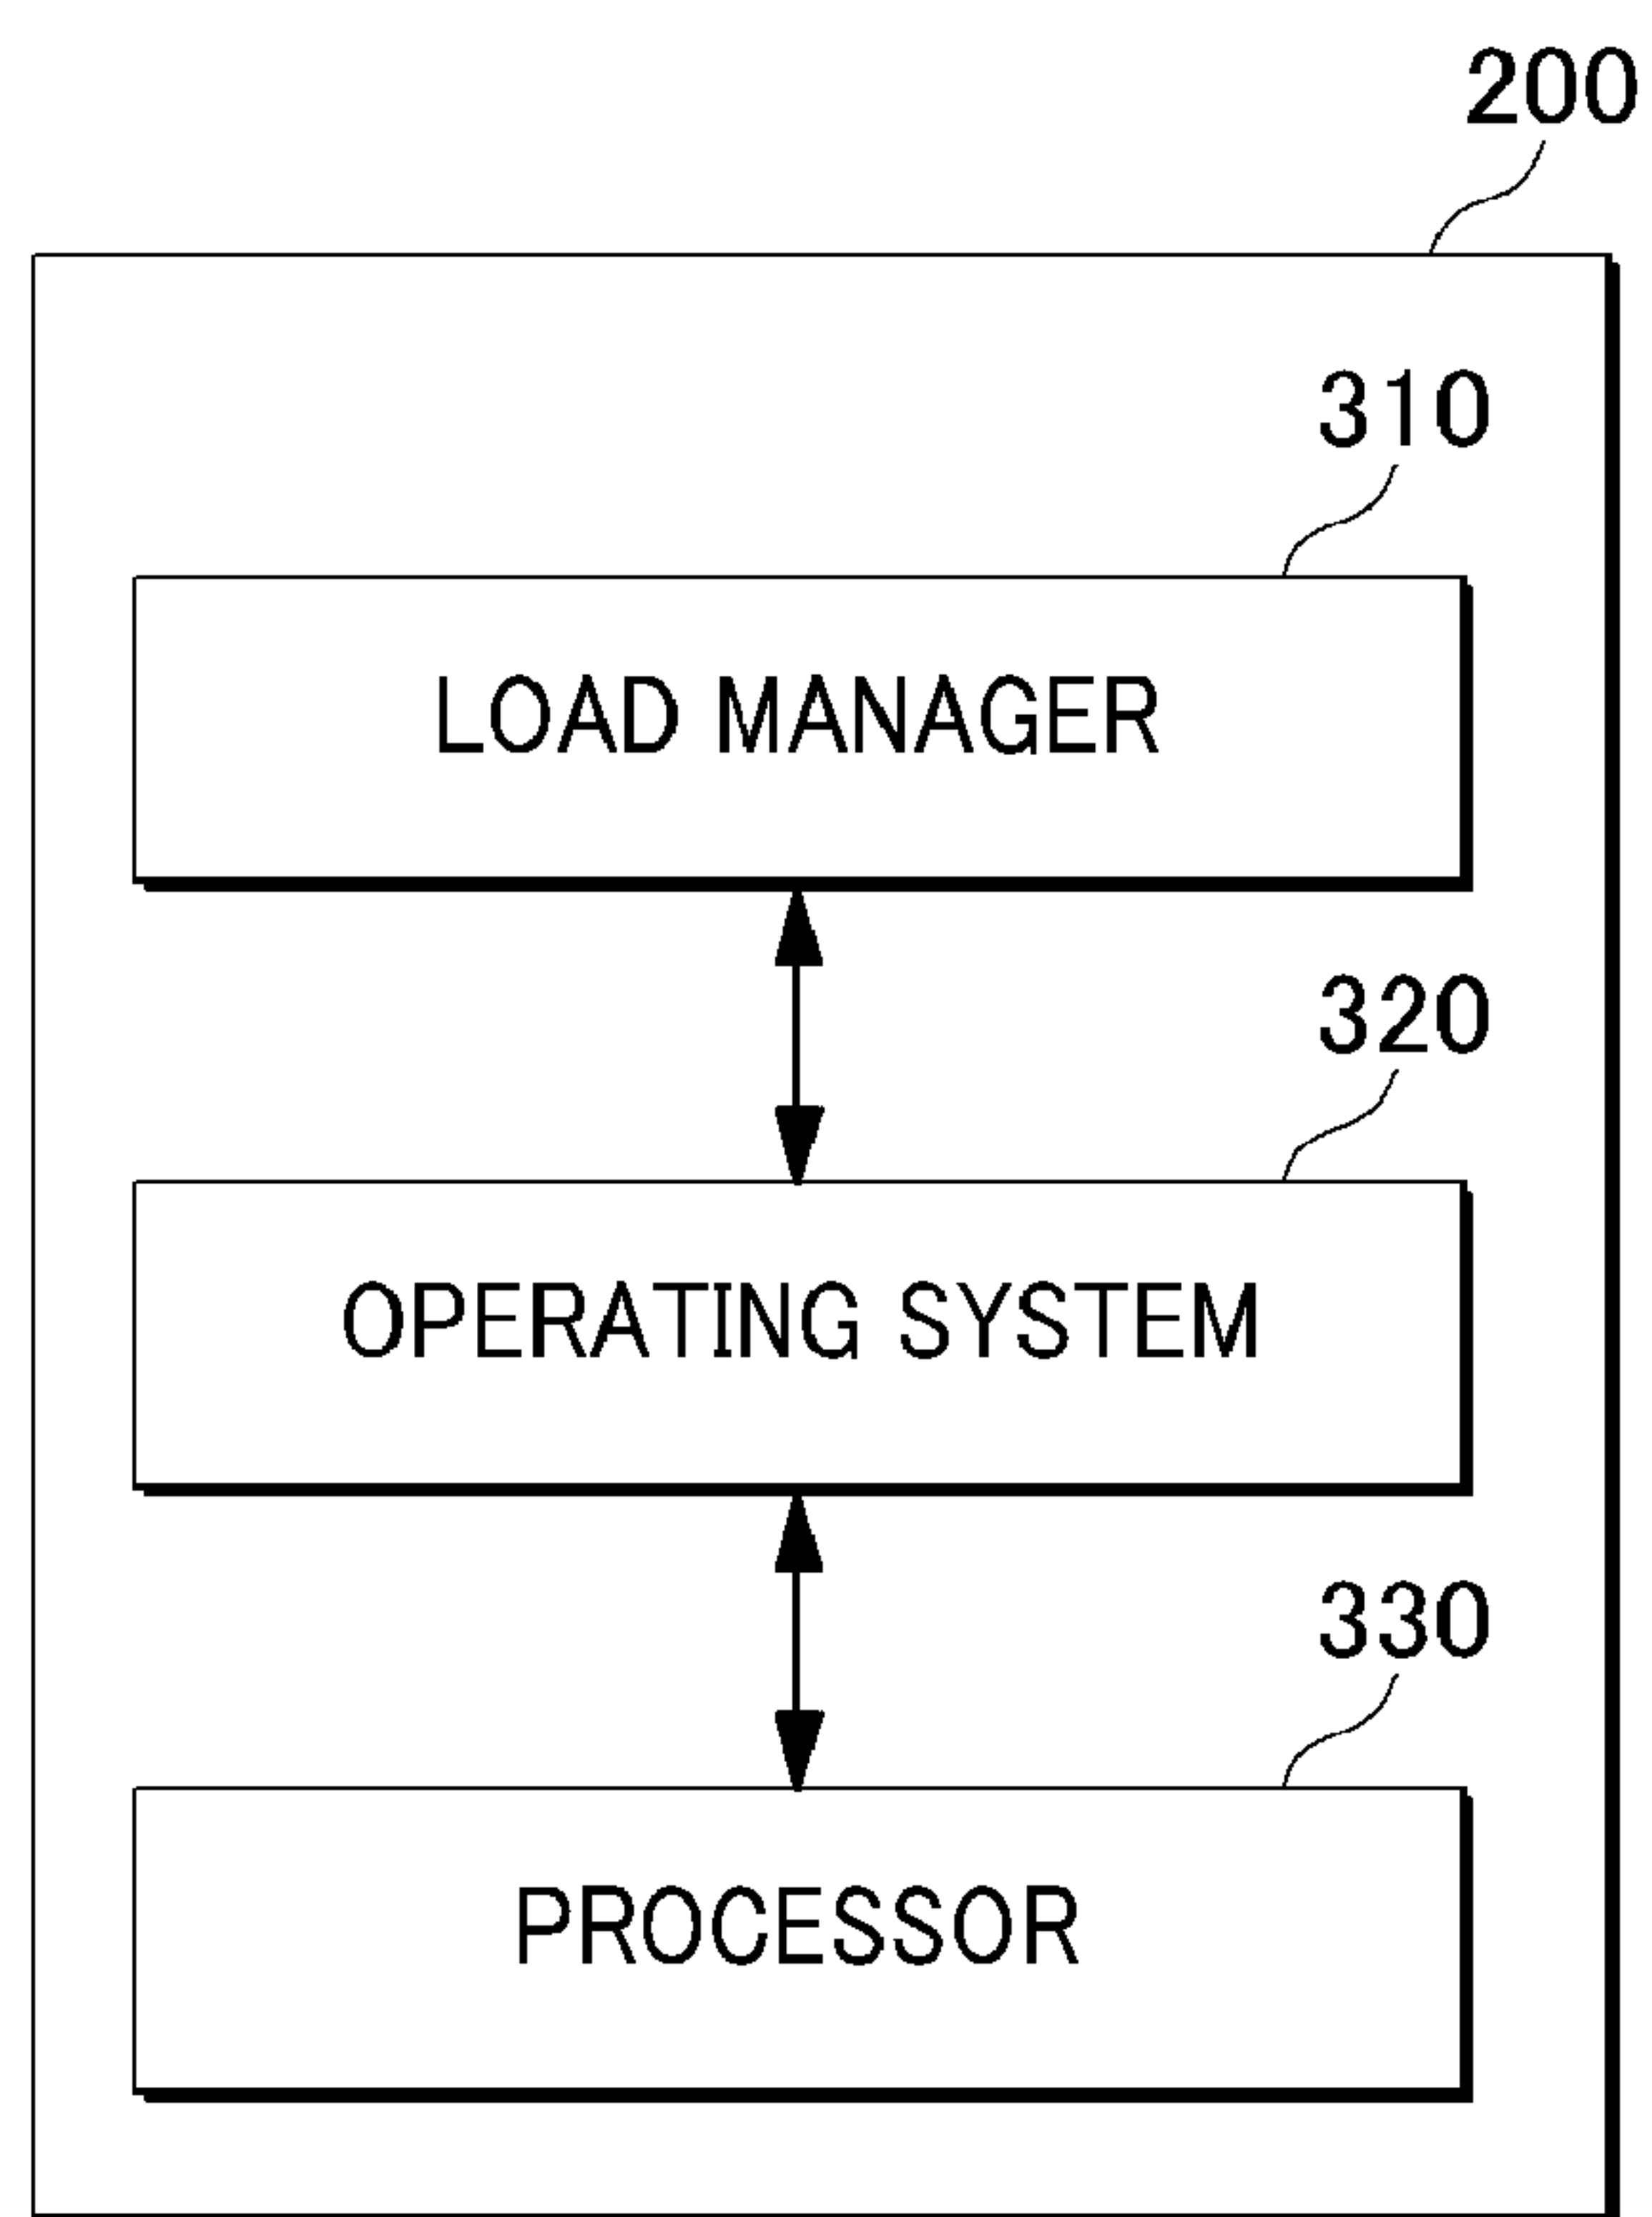 200
310
LOAD MANAGER
320
OPERATING SYSTEM
330
PROCESSOR